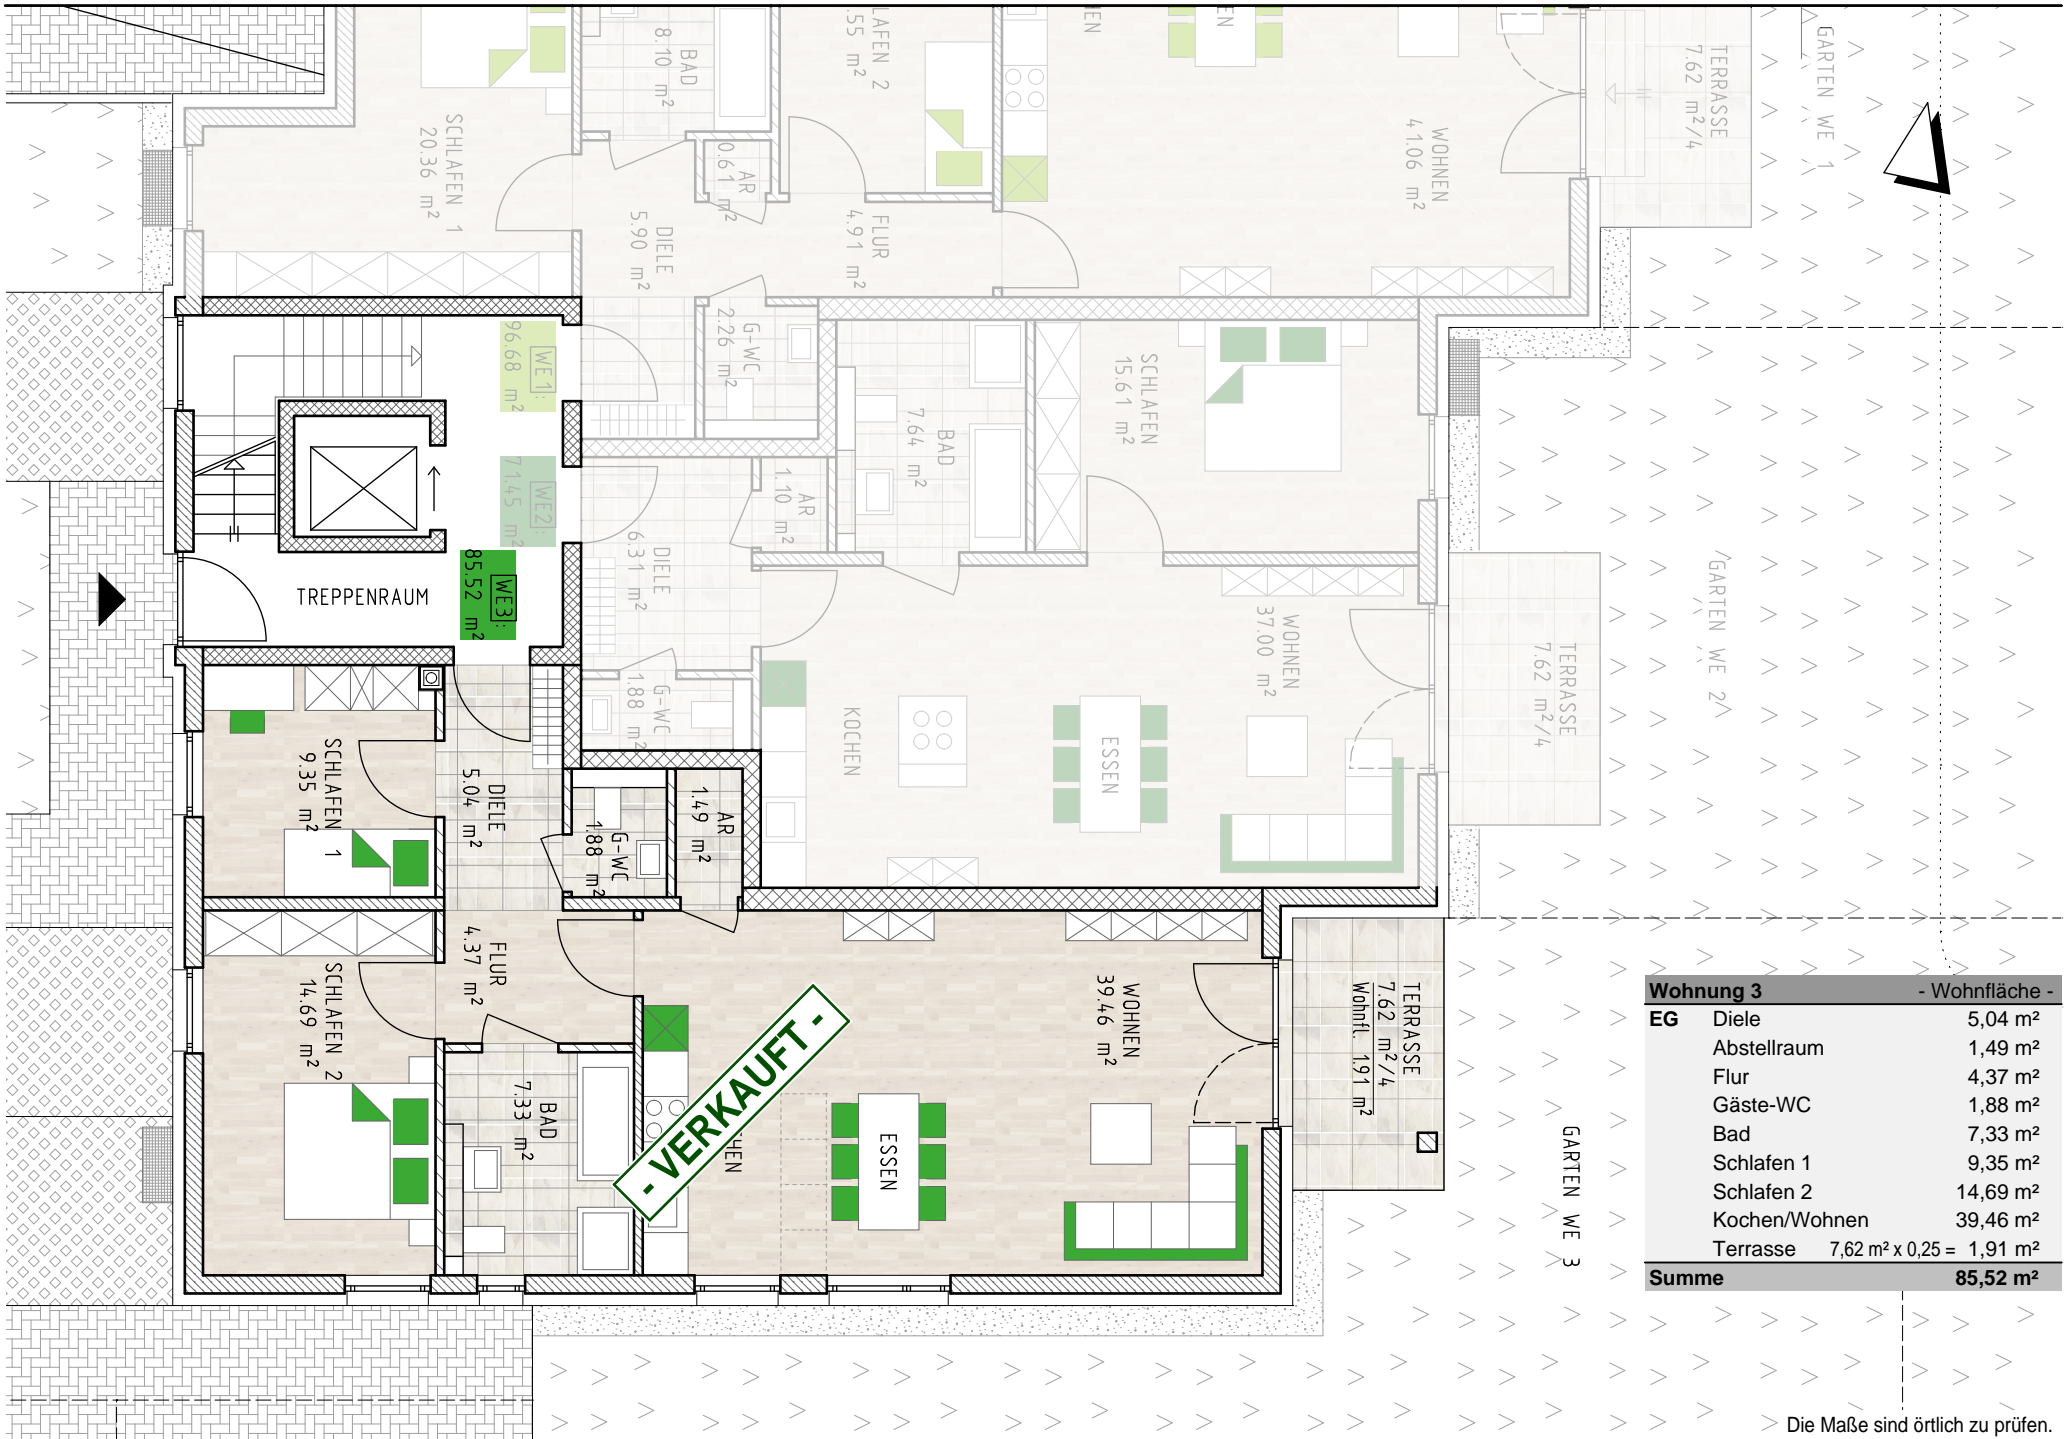 BAD
8.10 m²
.55 m²
TERRASSE
7.62 m²/4
GARTEN WE 1
SCHLAFEN 1
20.36 m²
AR
0.61 m²
WOHNEN
41.06 m²
DIELE
5.90 m²
FLUR
4.91 m²
G-WC
2.26 m²
WE1:
96.68 m²
SCHLAFEN
15.61 m²
BAD
7.64 m²
WE2:
71.45 m²
AR
1.10 m²
DIELE
6.31 m²
WE3:
85.52 m²
TREPPENRAUM
WOHNEN
37.00 m²
GARTEN WE 2
TERRASSE
7.62 m²/4
G-WC
1.88 m²
KOCHEN
ESSEN
SCHLAFEN 1
9.35 m²
DIELE
5.04 m²
G-WC
1.88 m²
AR
1.49 m²
SCHLAFEN 2
14.69 m²
FLUR
4.37 m²
WOHNEN
39.46 m²
TERRASSE
7.62 m²/4
Wohnfl. 1.91 m²
BAD
7.33 m²
- VERKAUFT -
ESSEN
GARTEN WE 3
Wohnung 3 - Wohnfläche -
EG Diele 5,04 m²
Abstellraum 1,49 m²
Flur 4,37 m²
Gäste-WC 1,88 m²
Bad 7,33 m²
Schlafen 1 9,35 m²
Schlafen 2 14,69 m²
Kochen/Wohnen 39,46 m²
Terrasse 7,62 m² x 0,25 = 1,91 m²
Summe 85,52 m²
Die Maße sind örtlich zu prüfen.